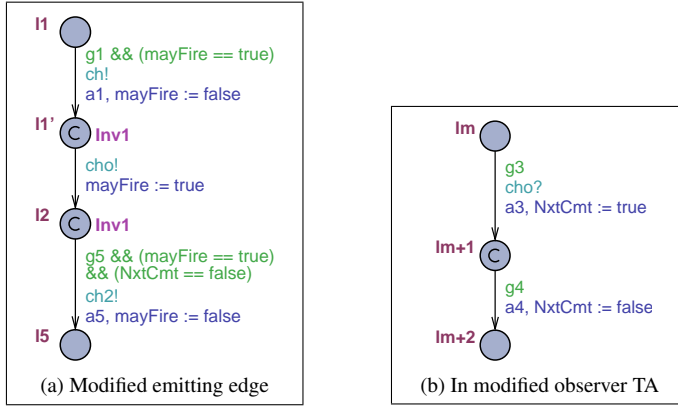 l1
g1 && (mayFire == true)
ch!
a1, mayFire := false
l1'
C
Inv1
cho!
mayFire := true
l2
C
Inv1
g5 && (mayFire == true)
&& (NxtCmt == false)
ch2!
a5, mayFire := false
l5
(a) Modified emitting edge
lm
g3
cho?
a3, NxtCmt := true
lm+1
C
g4
a4, NxtCmt := false
lm+2
(b) In modified observer TA